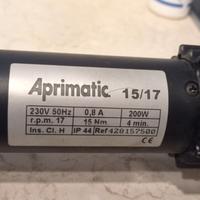 Aprimatic 15/17
230V 50Hz 0,8 A 200W
r.p.m. 17 15 Nm 4 min.
Ins. Cl. H IP 44 Ref 420157500
CE